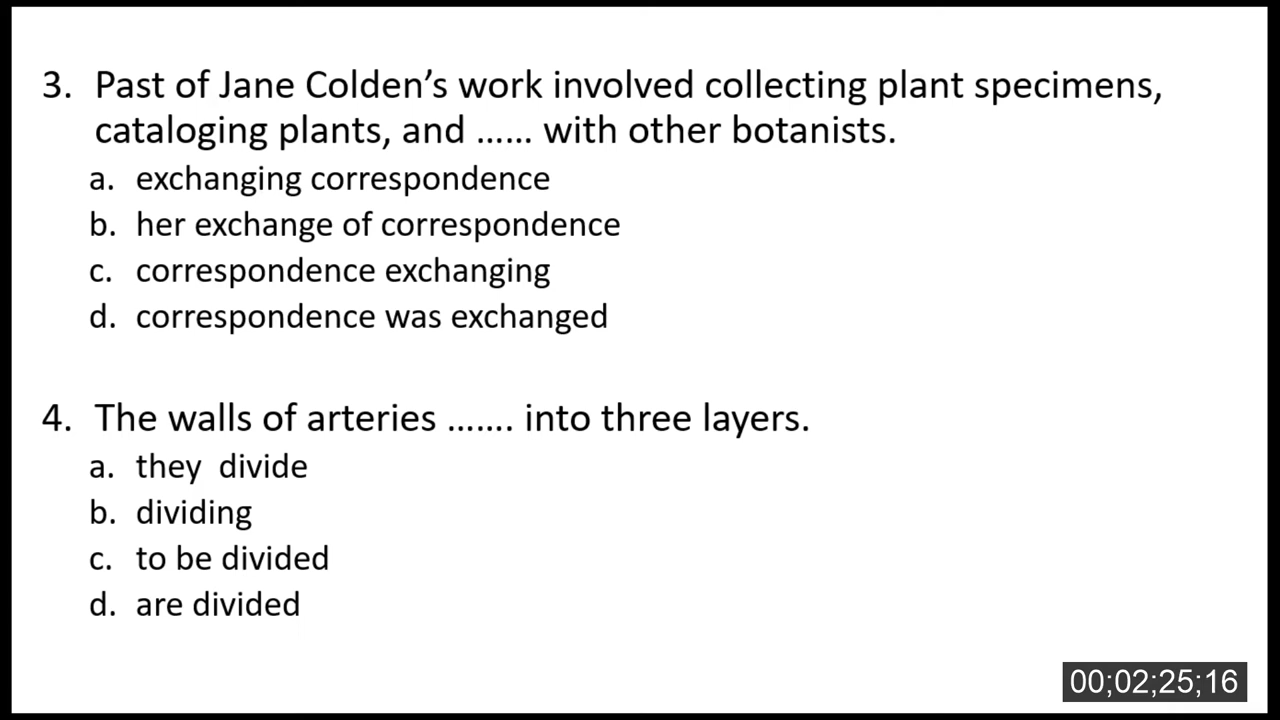 3. Past of Jane Colden’s work involved collecting plant specimens,
cataloging plants, and ...... with other botanists.
a. exchanging correspondence
b. her exchange of correspondence
c. correspondence exchanging
d. correspondence was exchanged
4. The walls of arteries ....... into three layers.
a. they divide
b. dividing
c. to be divided
d. are divided
00;02;25;16